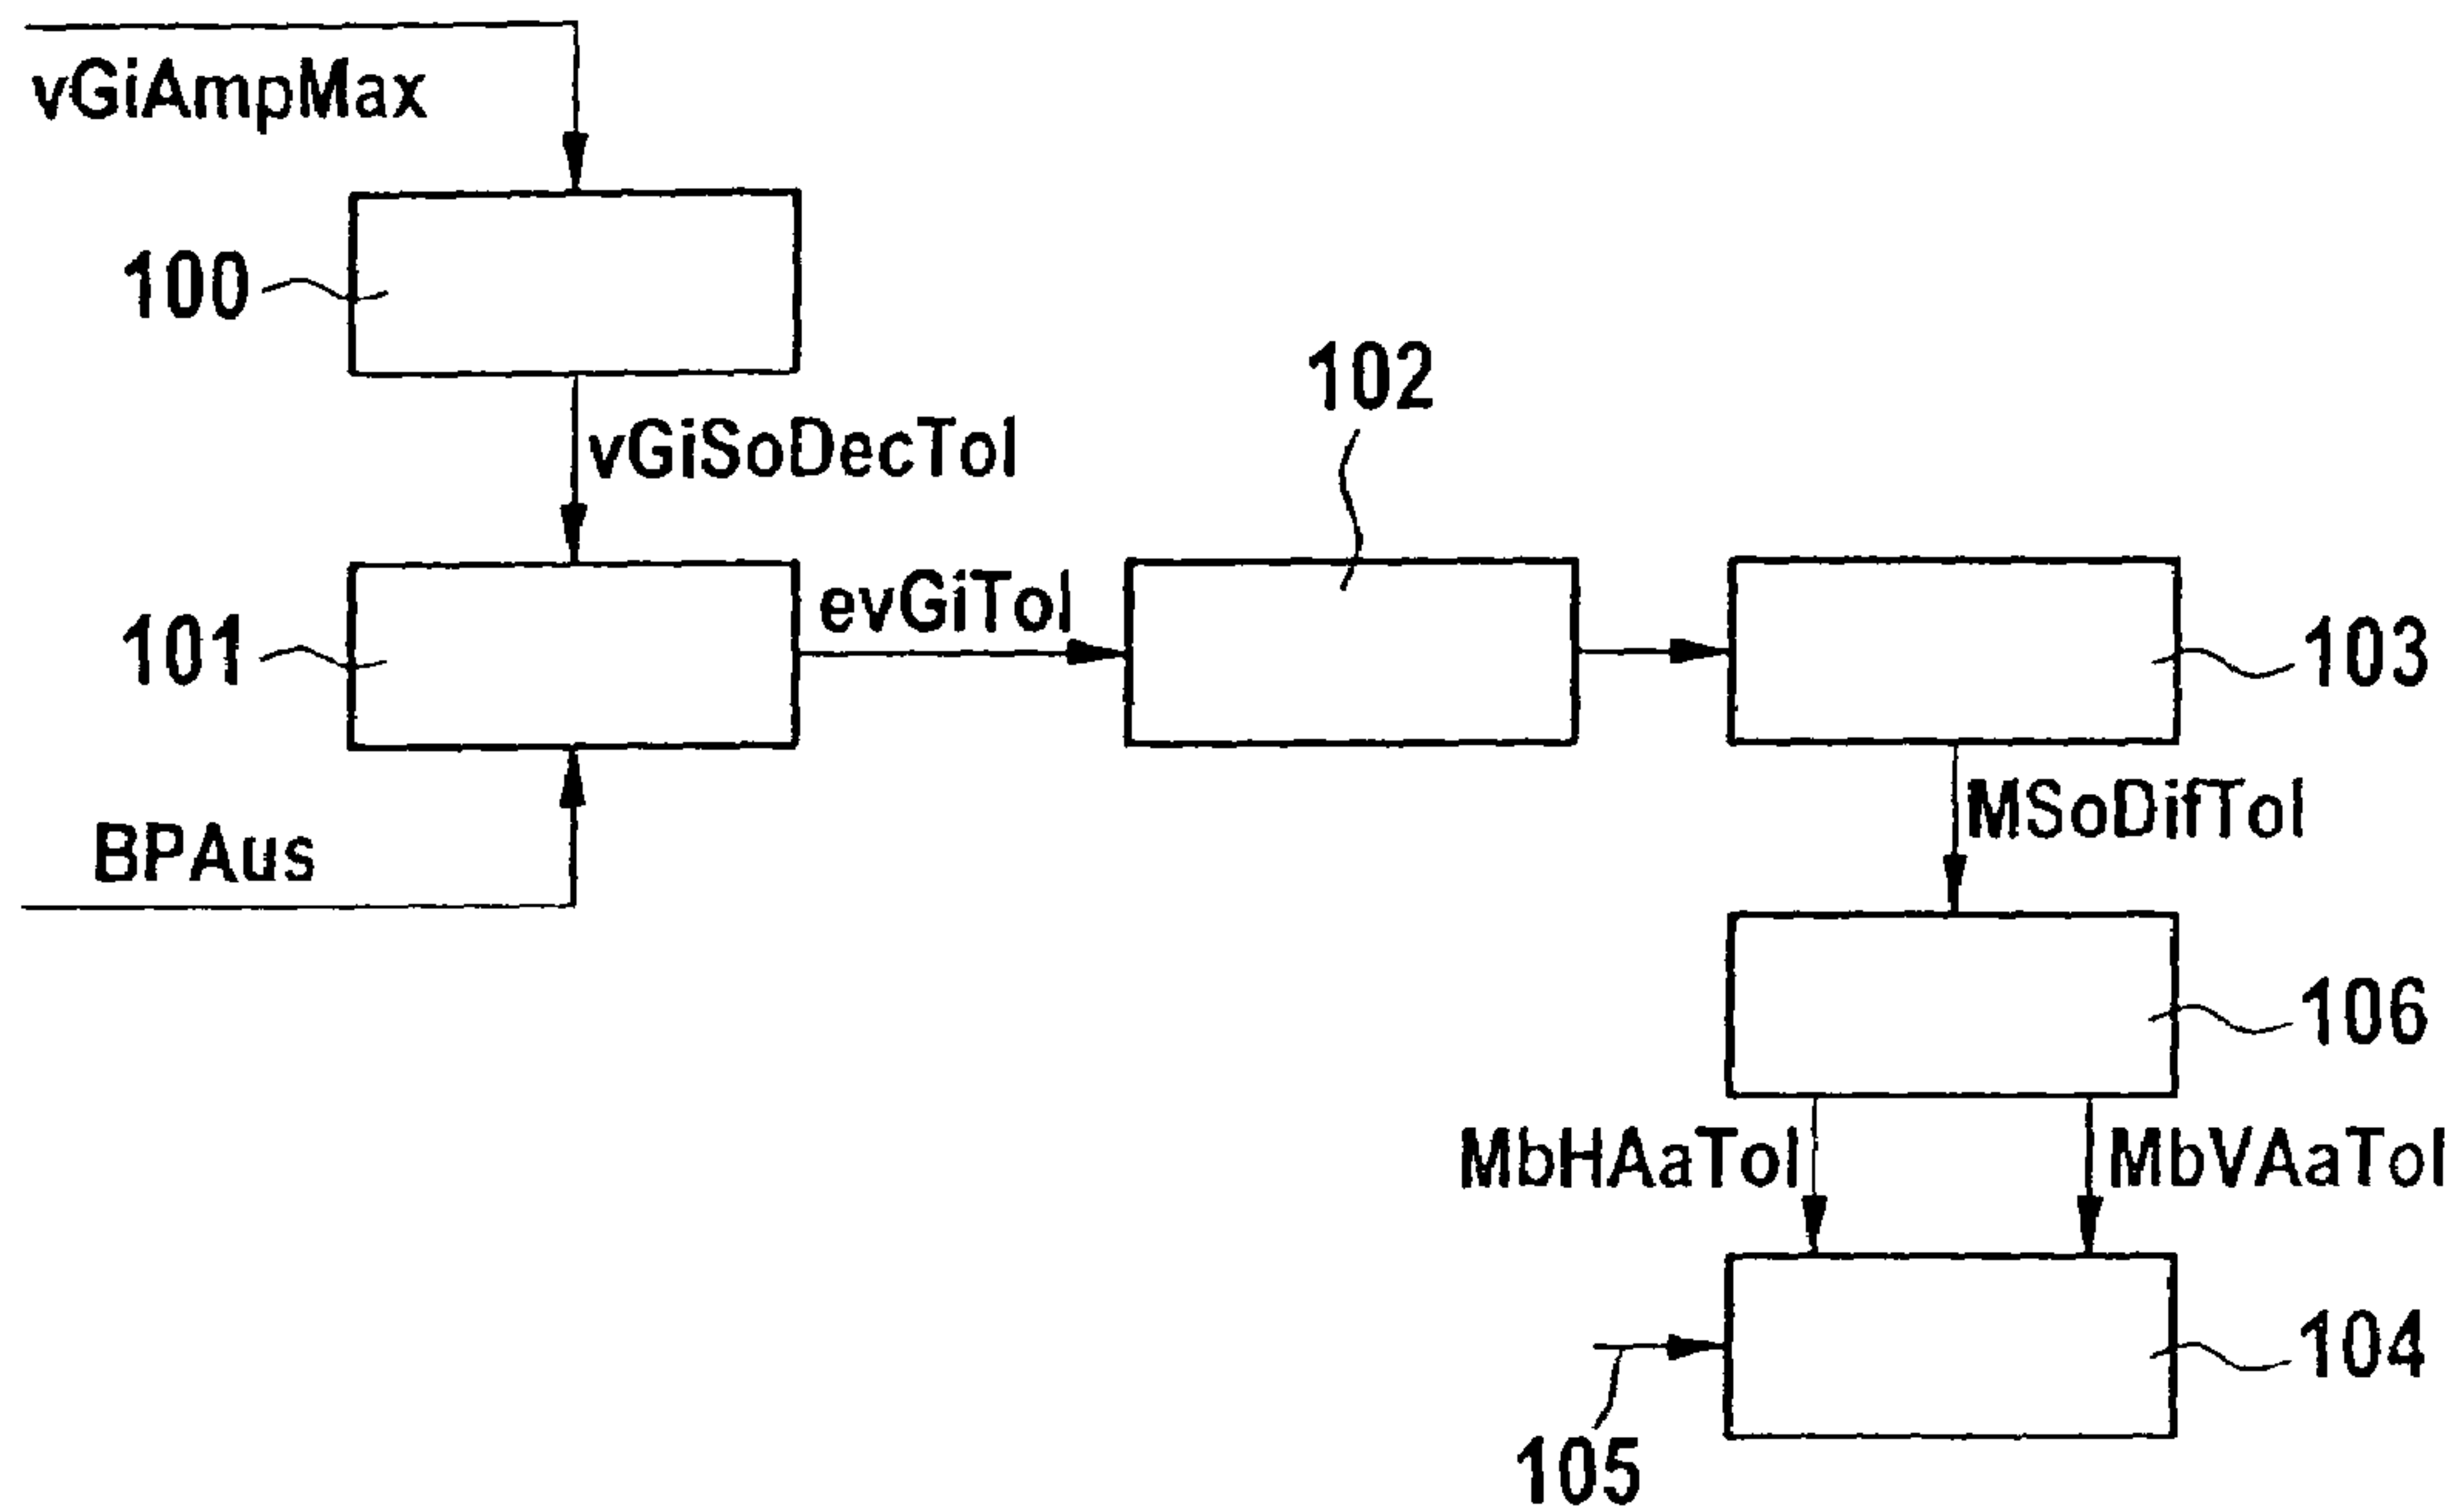 vGiAmpMax
100
vGiSoDecTol
102
101
evGiTol
103
BPAus
MSoDifTol
106
MbHAaTol
MbVAaTol
104
105